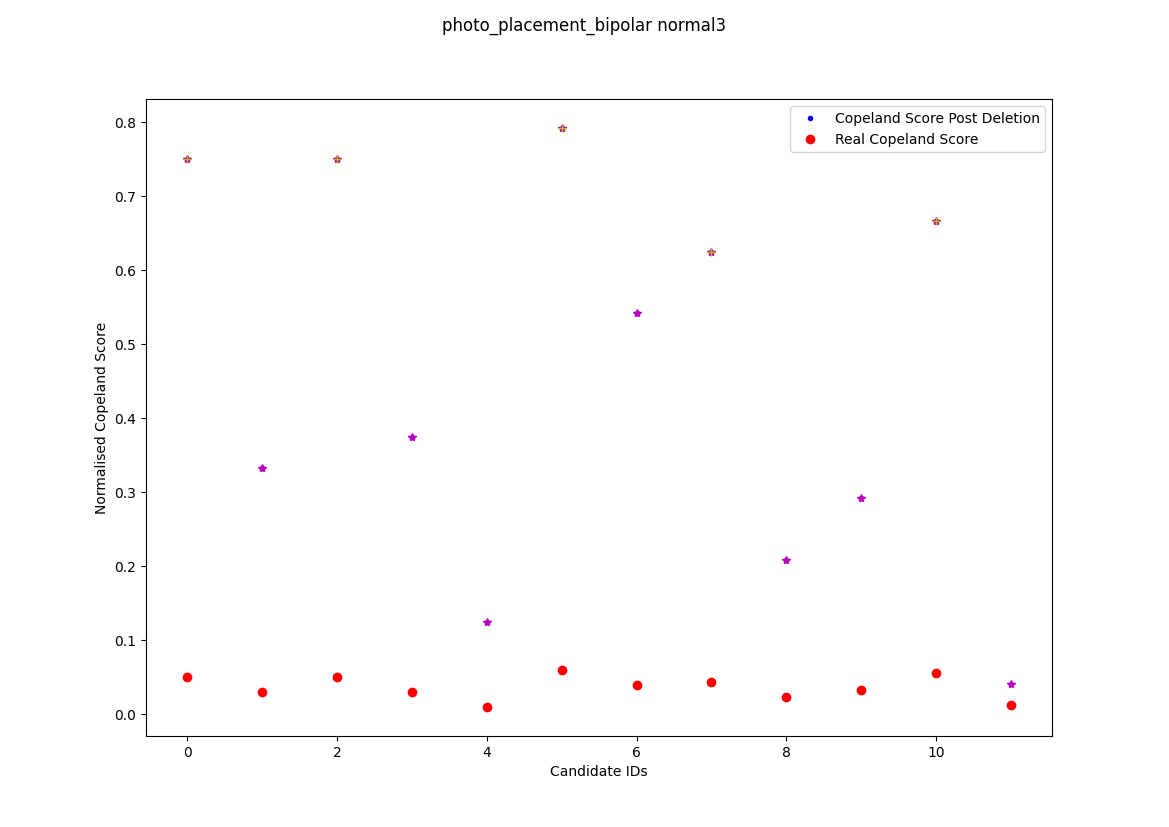 photo_placement_bipolar normal3
Copeland Score Post Deletion
Real Copeland Score
Normalised Copeland Score
0.8
0.7
0.6
0.5
0.4
0.3
0.2
0.1
0.0
0 2 4 6 8 10
Candidate IDs